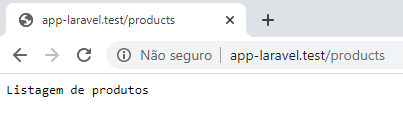 app-laravel.test/products
Não seguro app-laravel.test/products
Listagem de produtos